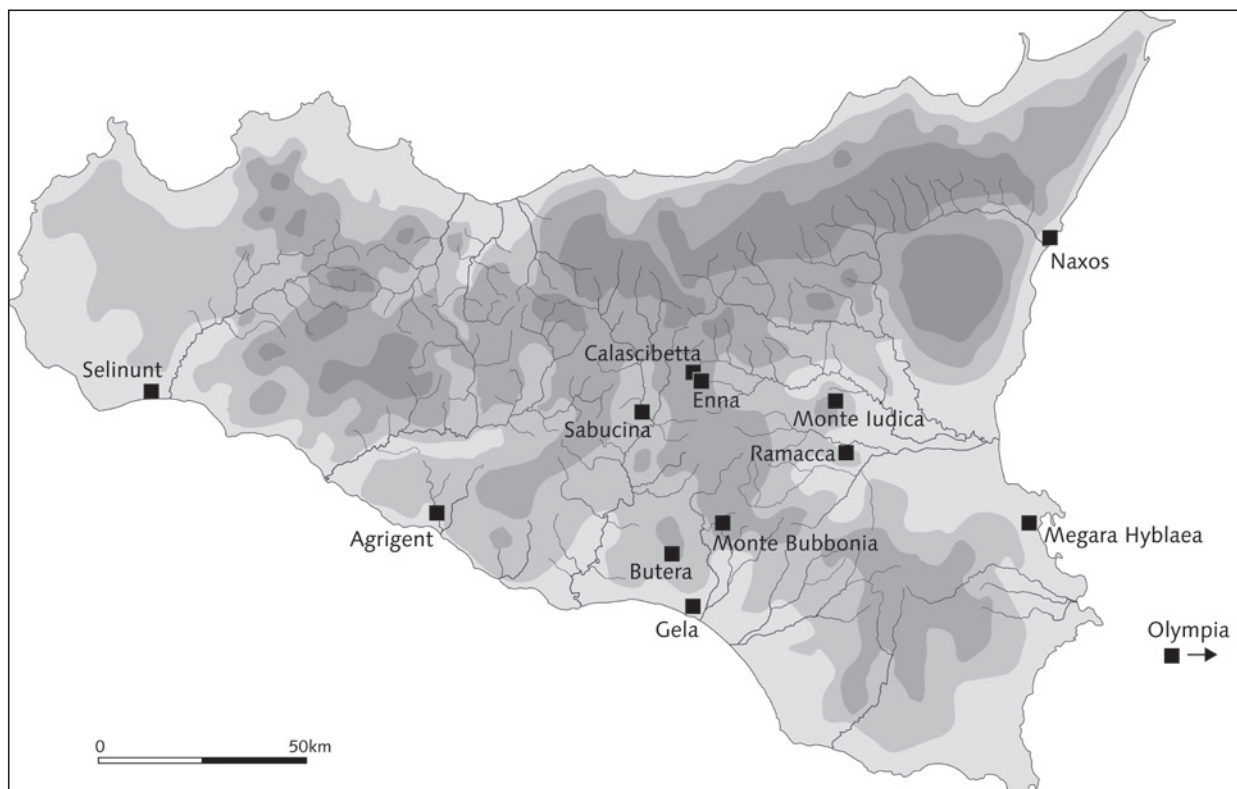 Naxos
Calascibetta
Selinunt
Enna
Monte Iudica
Sabucina
Ramacca
Agrigent
Monte Bubbonia
Megara Hyblaea
Butera
Gela
Olympia
0 50km